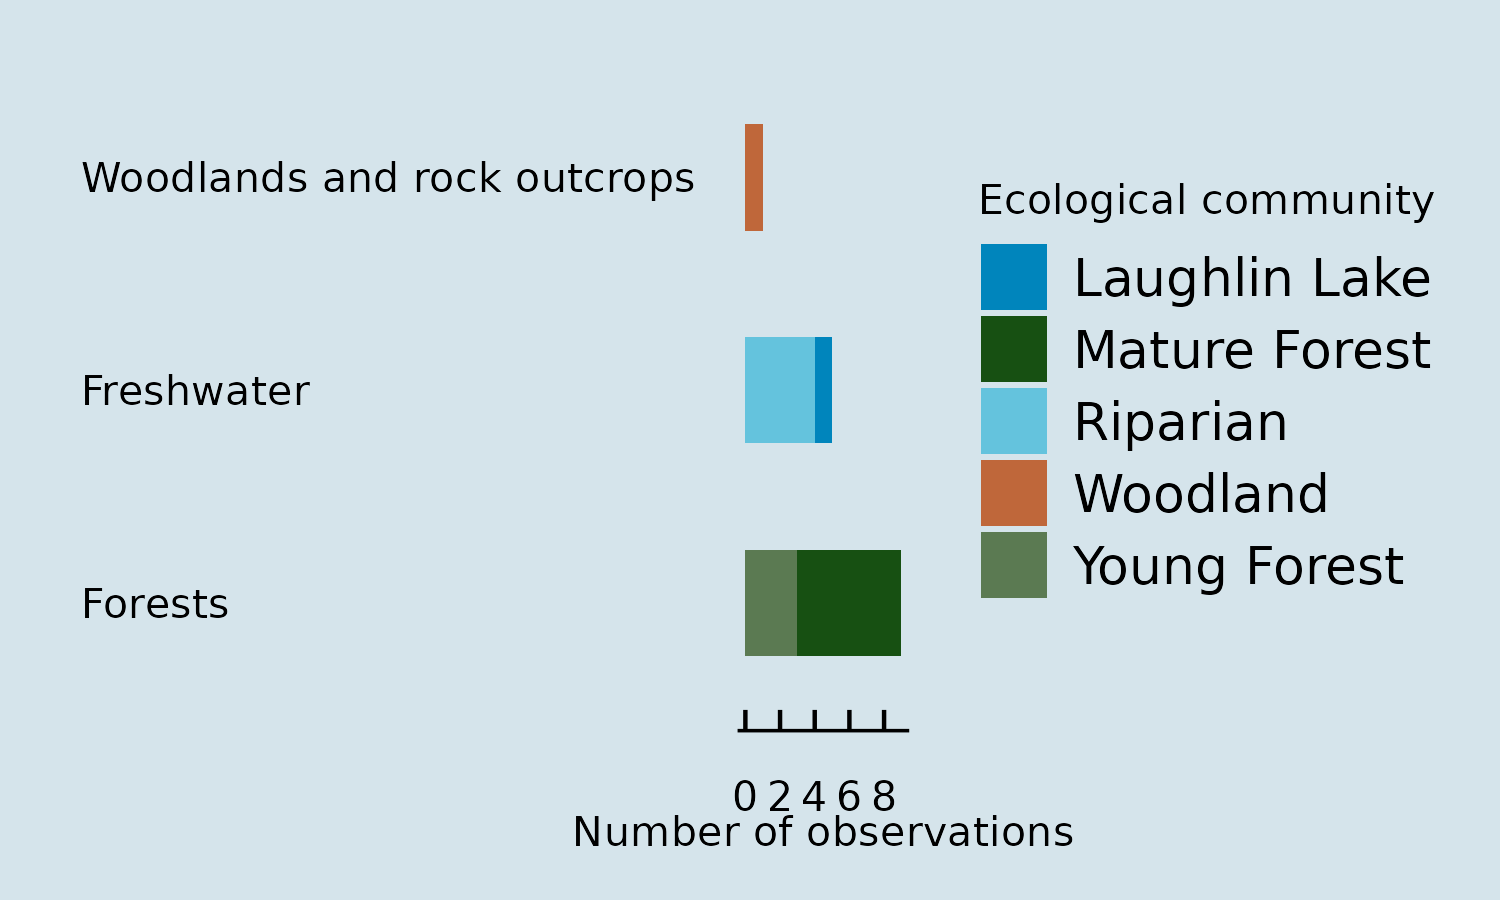 Woodlands and rock outcrops
Freshwater
Forests
Ecological community
Laughlin Lake
Mature Forest
Riparian
Woodland
Young Forest
0 2 4 6 8
Number of observations